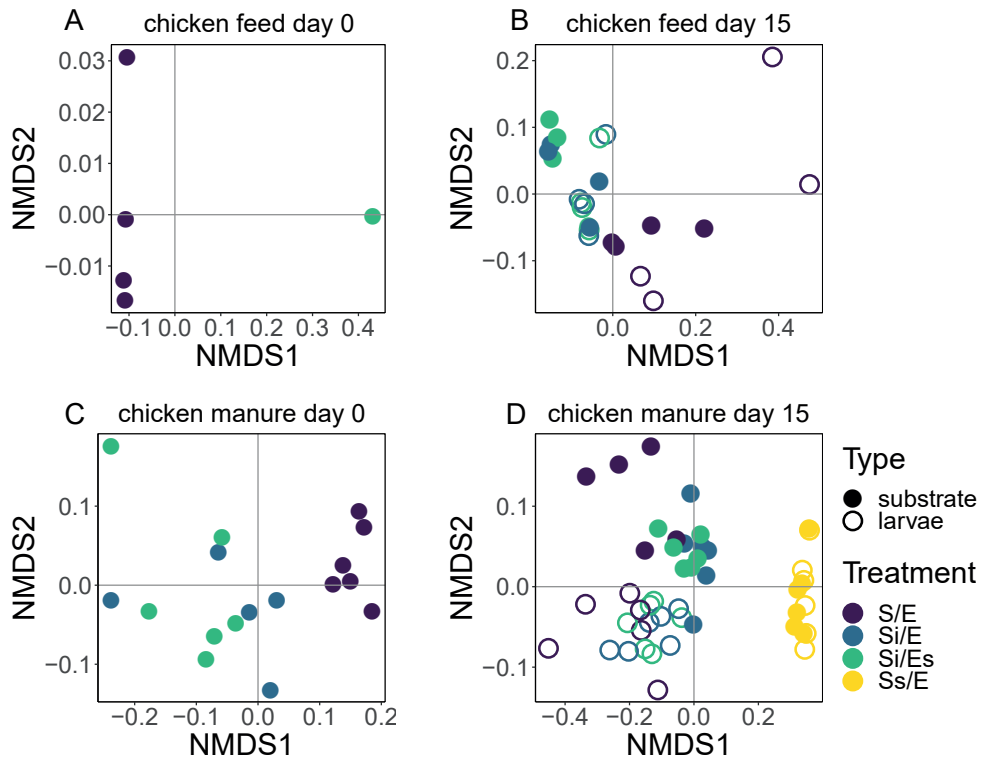 A chicken feed day 0
NMDS2
0.03
0.02
0.01
0.00
−0.01
−0.1 0.0 0.1 0.2 0.3 0.4
NMDS1
B chicken feed day 15
NMDS2
0.2
0.1
0.0
−0.1
0.0 0.2 0.4
NMDS1
C chicken manure day 0
NMDS2
0.1
0.0
−0.1
−0.2 −0.1 0.0 0.1 0.2
NMDS1
D chicken manure day 15
NMDS2
0.1
0.0
−0.1
−0.4 −0.2 0.0 0.2
NMDS1
Type
substrate
larvae
Treatment
S/E
Si/E
Si/Es
Ss/E